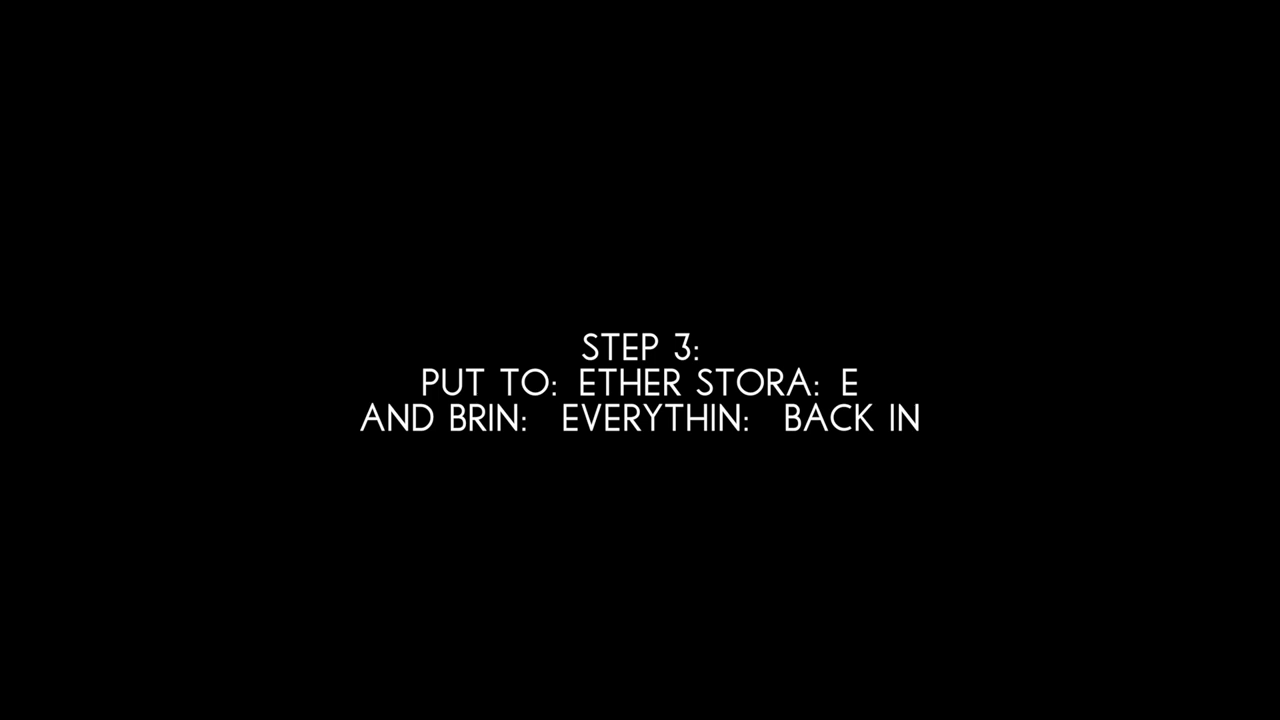 STEP 3:
PUT TO: ETHER STORA: E
AND BRIN: EVERYTHIN: BACK IN